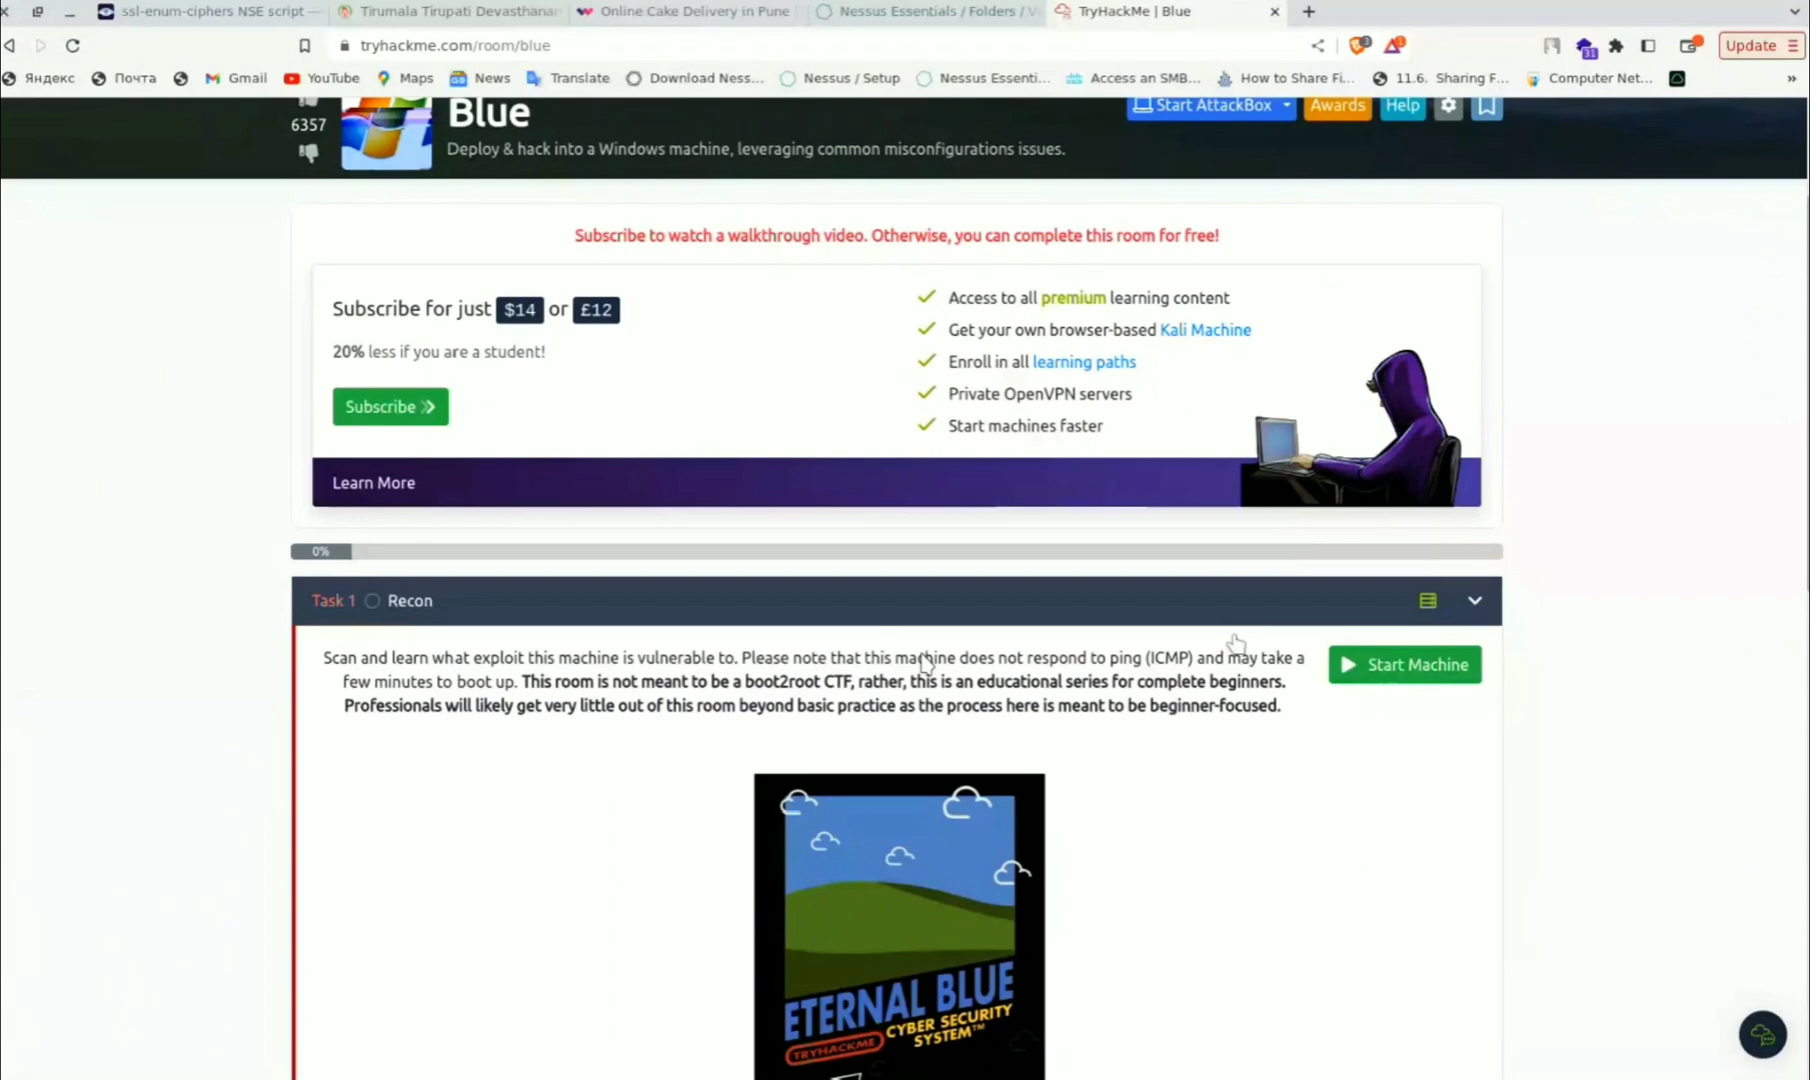 ssl-enum-ciphers NSE script —
Tirumala Tirupati Devasthanan
Online Cake Delivery in Pune
Nessus Essentials / Folders / V
TryHackMe | Blue
tryhackme.com/room/blue
Update
Яндекс
Почта
Gmail
YouTube
Maps
News
Translate
Download Ness...
Nessus / Setup
Nessus Essenti...
Access an SMB...
How to Share Fi...
11.6. Sharing F...
Computer Net...
»
6357
Blue
Start AttackBox
Awards
Help
Deploy & hack into a Windows machine, leveraging common misconfigurations issues.
Subscribe to watch a walkthrough video. Otherwise, you can complete this room for free!
Subscribe for just $14 or £12
20% less if you are a student!
Subscribe
Access to all premium learning content
Get your own browser-based Kali Machine
Enroll in all learning paths
Private OpenVPN servers
Start machines faster
Learn More
0%
Task 1
Recon
Scan and learn what exploit this machine is vulnerable to. Please note that this machine does not respond to ping (ICMP) and may take a
few minutes to boot up. This room is not meant to be a boot2root CTF, rather, this is an educational series for complete beginners.
Professionals will likely get very little out of this room beyond basic practice as the process here is meant to be beginner-focused.
Start Machine
ETERNAL BLUE
CYBER SECURITY
SYSTEM™
TRYHACKME